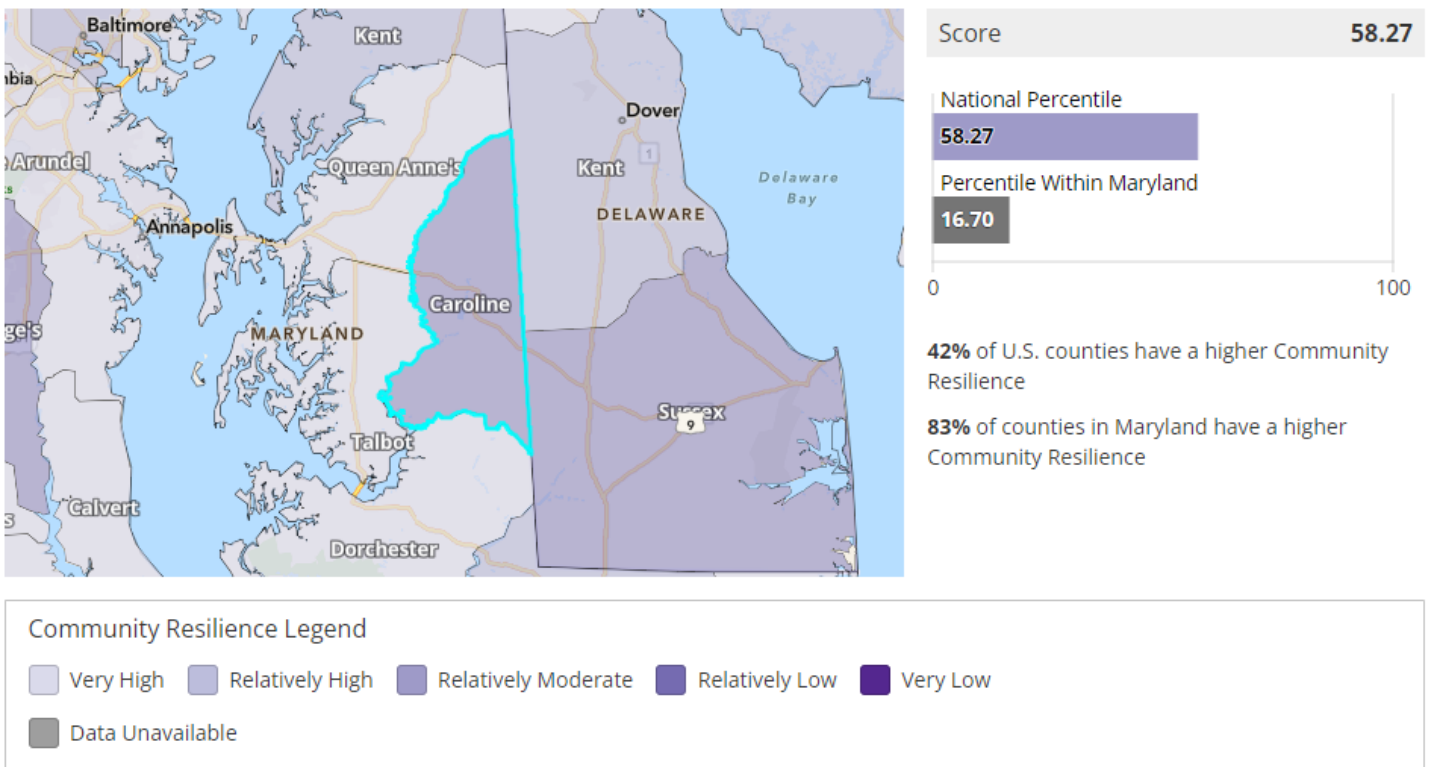 Baltimore
Kent
nbia
Dover
Arundel
Queen Anne's
Kent
1
Delaware
Bay
DELAWARE
Annapolis
Caroline
ge's
MARYLAND
Sussex
9
Talbot
Calvert
s
Dorchester
Score 58.27
National Percentile
58.27
Percentile Within Maryland
16.70
0 100
42% of U.S. counties have a higher Community
Resilience
83% of counties in Maryland have a higher
Community Resilience
Community Resilience Legend
Very High Relatively High Relatively Moderate Relatively Low Very Low
Data Unavailable